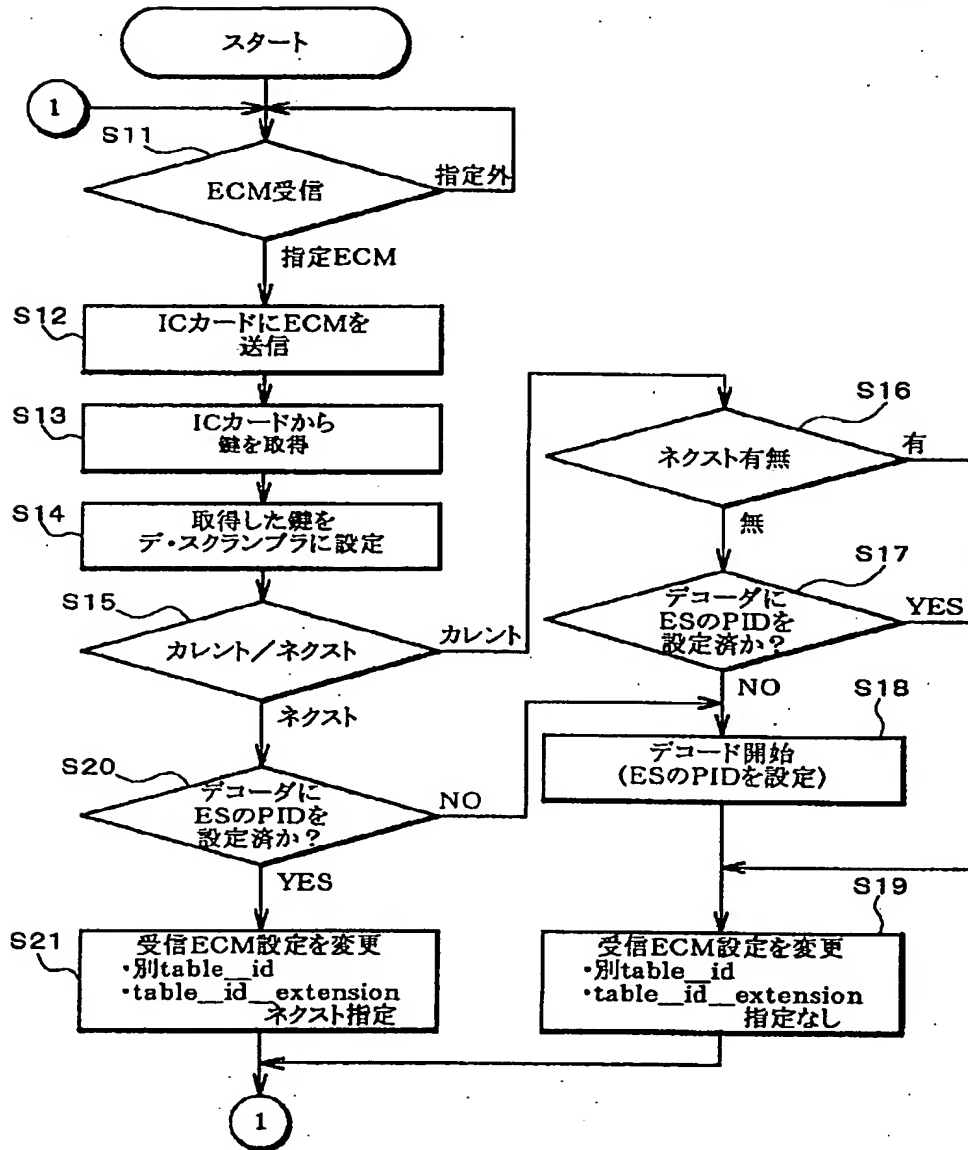 スタート
1
S11
ECM受信
指定外
指定ECM
S12
ICカードにECMを
送信
S13
ICカードから
鍵を取得
S14
取得した鍵を
デ・スクランブラに設定
S15
カレント／ネクスト
カレント
ネクスト
S16
ネクスト有無
有
無
S17
デコーダに
ESのPIDを
設定済か？
YES
NO
S18
デコード開始
(ESのPIDを設定)
S20
デコーダに
ESのPIDを
設定済か？
NO
YES
S19
受信ECM設定を変更
・別table__id
・table__id__extension
指定なし
S21
受信ECM設定を変更
・別table__id
・table__id__extension
ネクスト指定
1